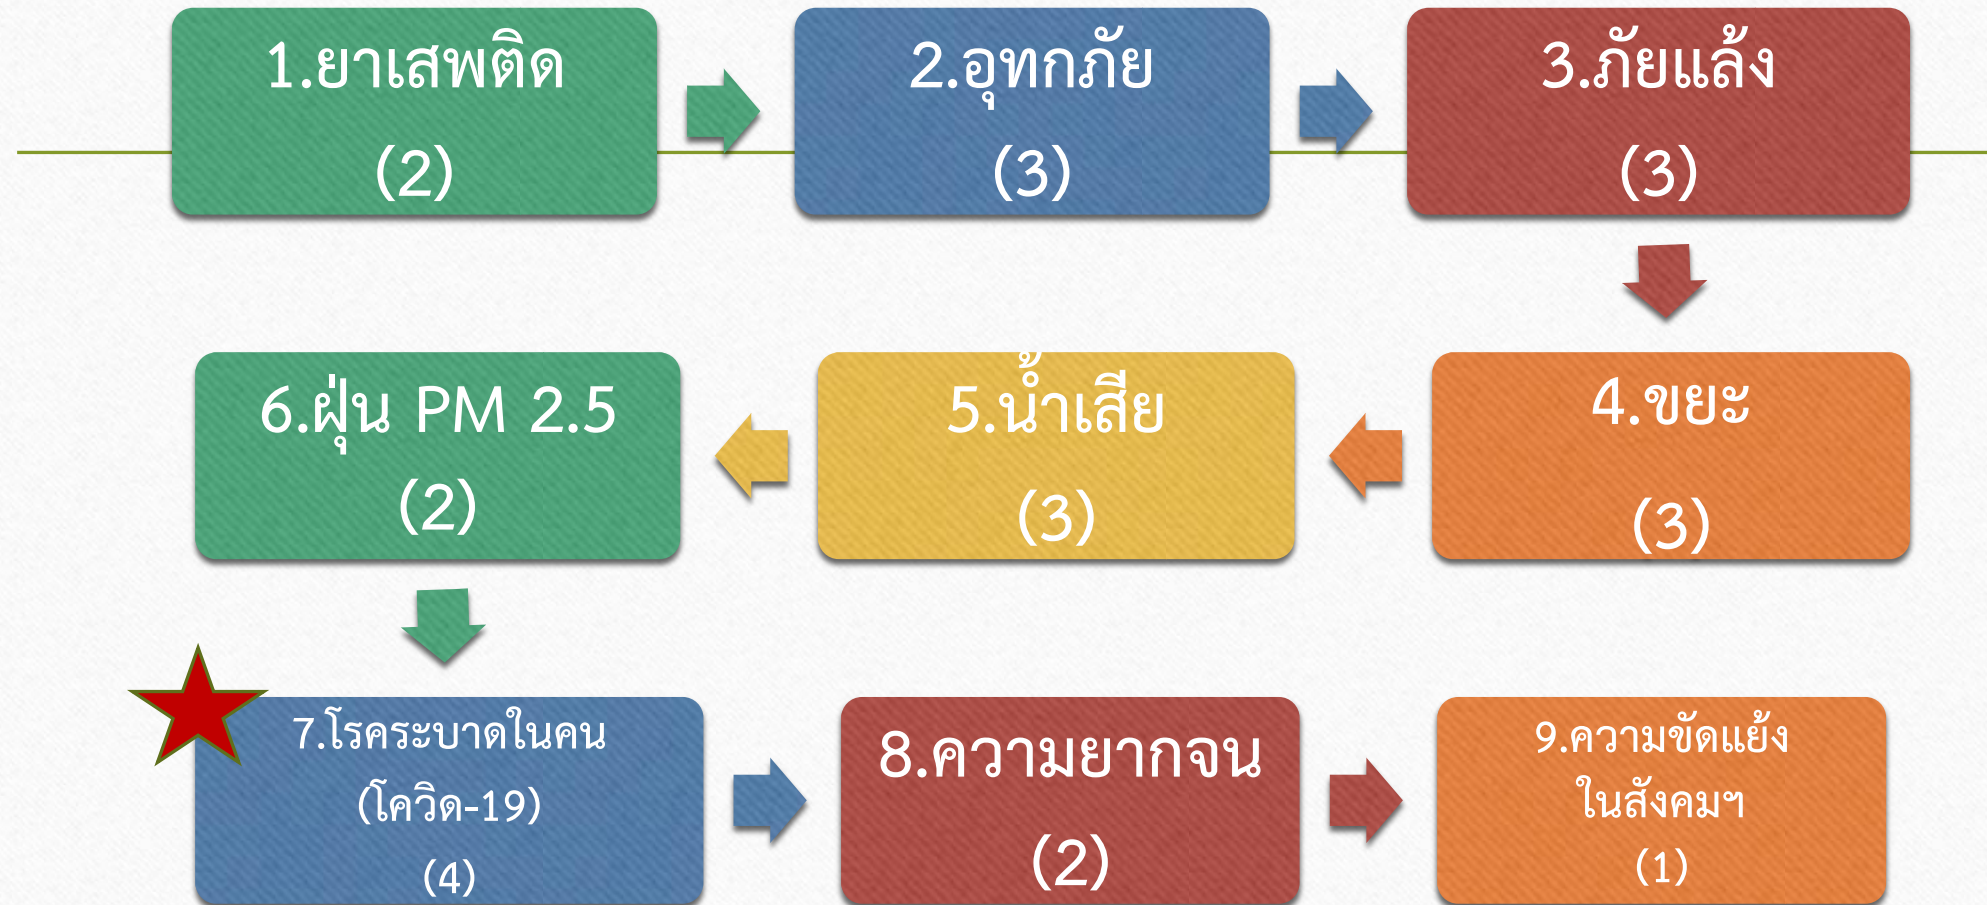 1.ยาเสพติด
(2)
2.อุทกภัย
(3)
3.ภัยแล้ง
(3)
4.ขยะ
(3)
5.น้ำเสีย
(3)
6.ฝุ่น PM 2.5
(2)
7.โรคระบาดในคน
(โควิด-19)
(4)
8.ความยากจน
(2)
9.ความขัดแย้ง
ในสังคมฯ
(1)